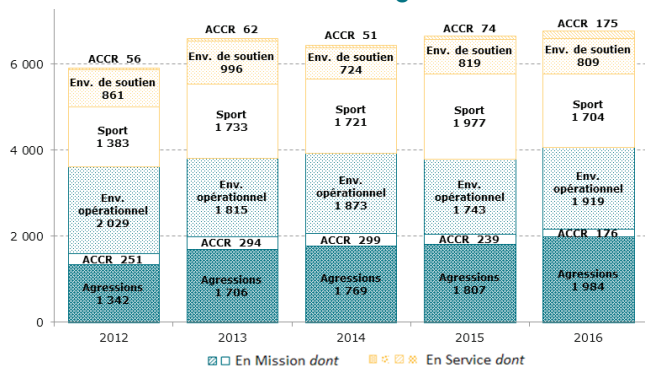 ACCR 56
ACCR 62
ACCR 51
ACCR 74
ACCR 175
Env. de soutien
861
Env. de soutien
996
Env. de soutien
724
Env. de soutien
819
Env. de soutien
809
Sport
1 383
Sport
1 733
Sport
1 721
Sport
1 977
Sport
1 704
Env.
opérationnel
2 029
Env.
opérationnel
1 815
Env.
opérationnel
1 873
Env.
opérationnel
1 743
Env.
opérationnel
1 919
ACCR 251
ACCR 294
ACCR 299
ACCR 239
ACCR 176
Agressions
1 342
Agressions
1 706
Agressions
1 769
Agressions
1 807
Agressions
1 984
6 000
4 000
2 000
0
2012 2013 2014 2015 2016
En Mission dont En Service dont